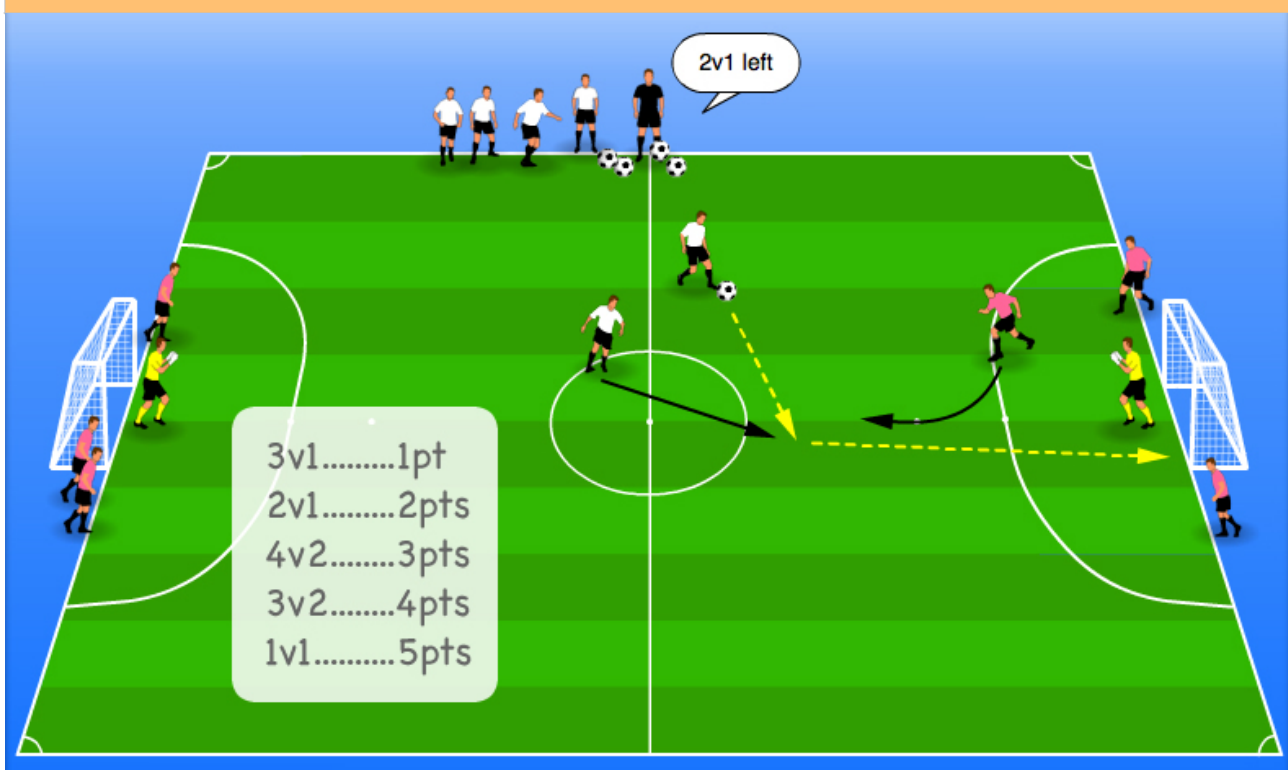 2v1 left
3v1.........1pt
2v1.........2pts
4v2........3pts
3v2........4pts
1v1..........5pts